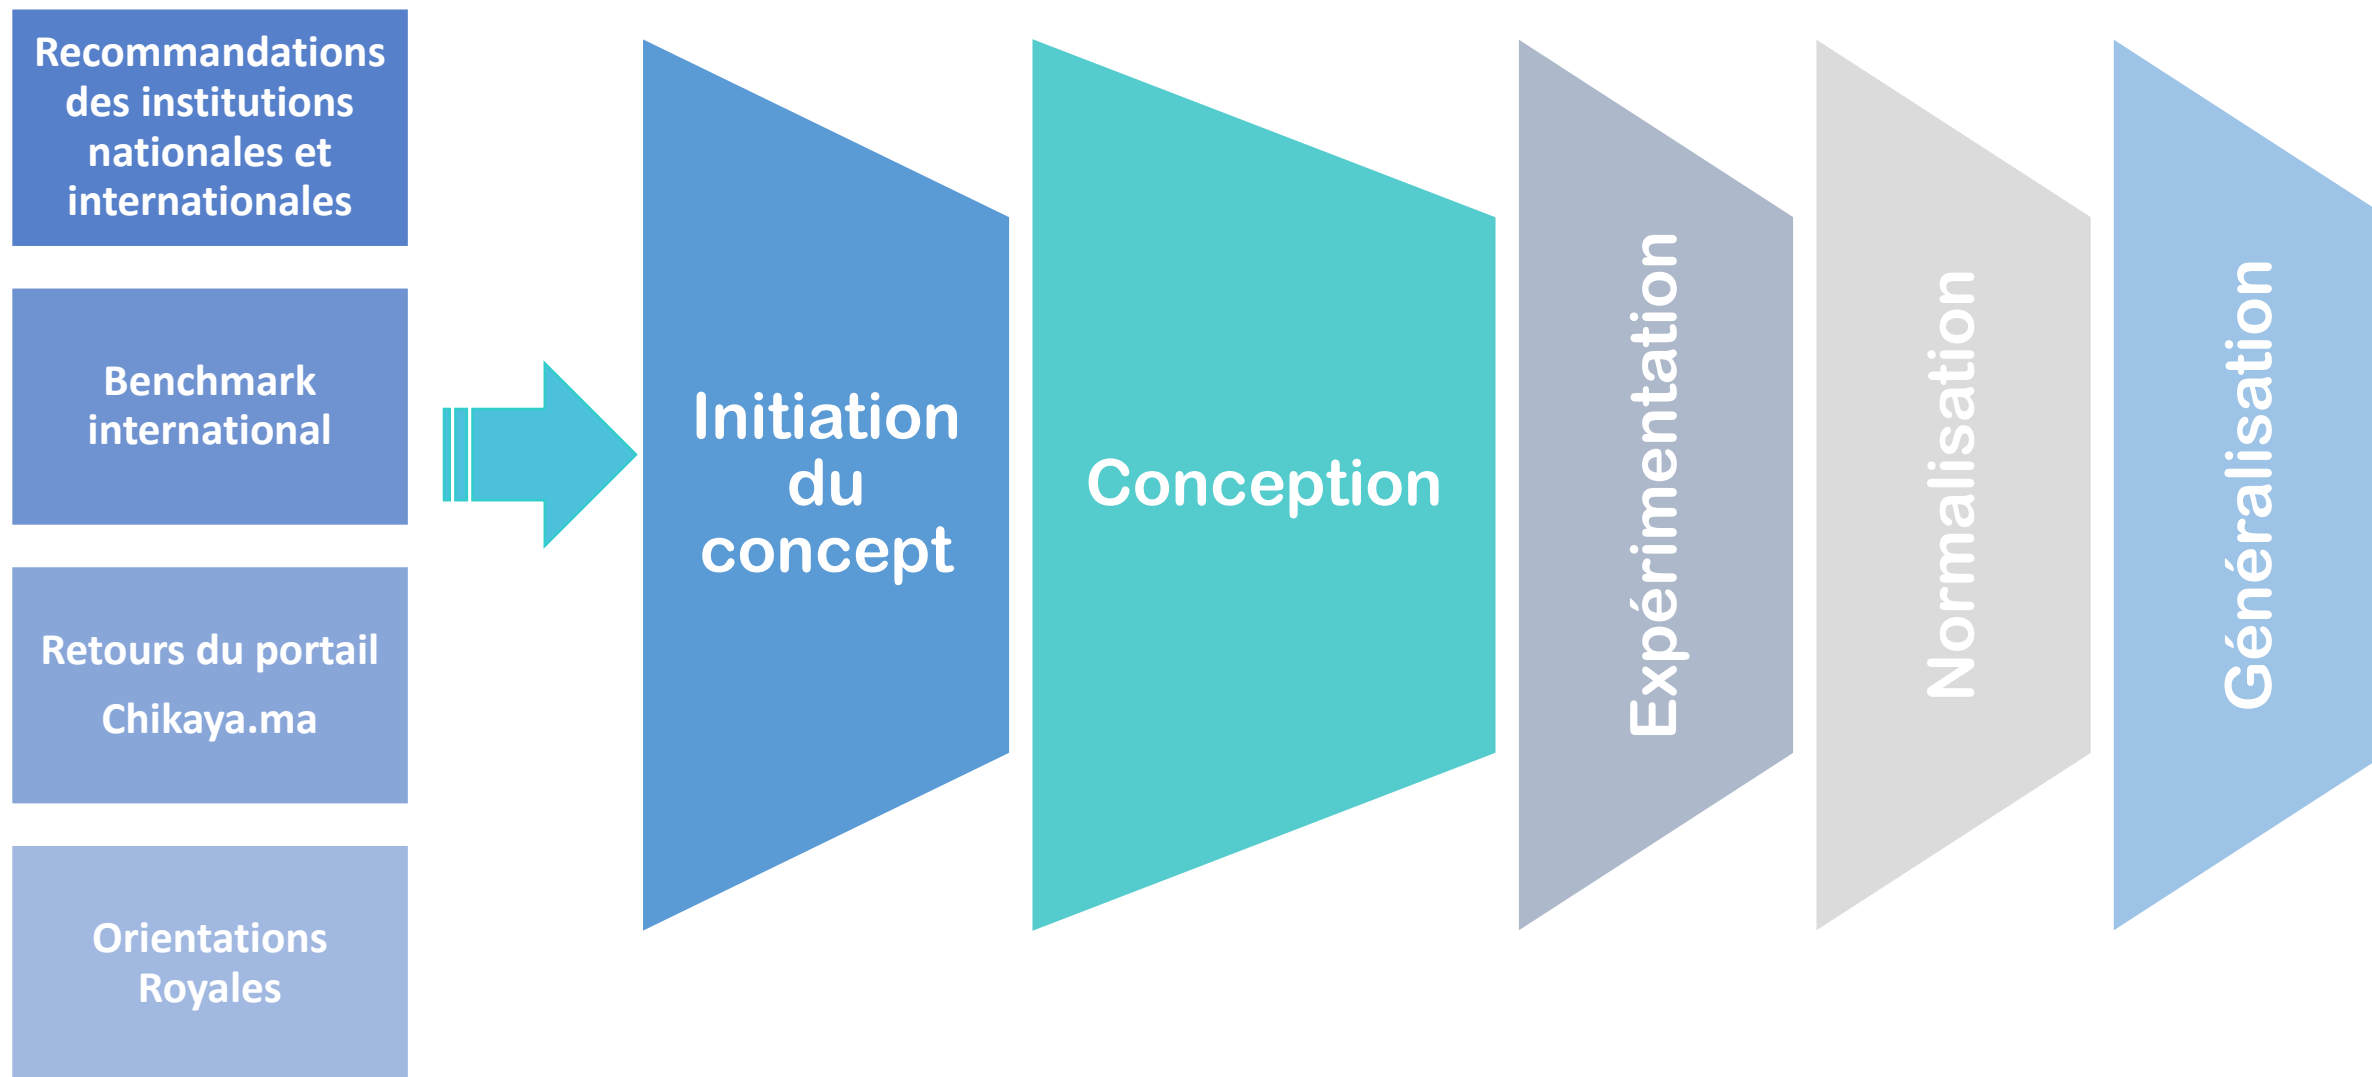 Recommandations
des institutions
nationales et
internationales
Benchmark
international
Retours du portail
Chikaya.ma
Orientations
Royales
Initiation
du
concept
Conception
Expérimentation
Normalisation
Généralisation